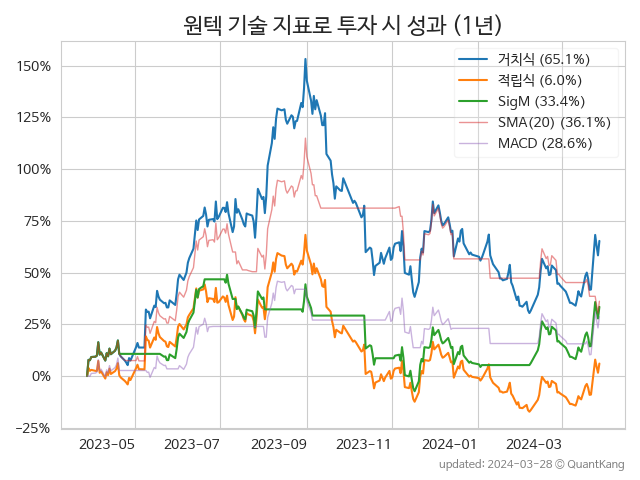 원텍 기술 지표로 투자 시 성과 (1년)
거치식 (65.1%)
적립식 (6.0%)
SigM (33.4%)
SMA(20) (36.1%)
MACD (28.6%)
150%
125%
100%
75%
50%
25%
0%
−25%
2023-05 2023-07 2023-09 2023-11 2024-01 2024-03
updated: 2024-03-28 © QuantKang